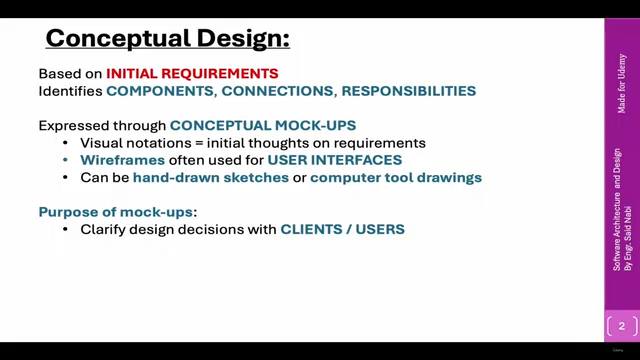 Conceptual Design:
Based on INITIAL REQUIREMENTS
Identifies COMPONENTS, CONNECTIONS, RESPONSIBILITIES
Expressed through CONCEPTUAL MOCK-UPS
• Visual notations = initial thoughts on requirements
• Wireframes often used for USER INTERFACES
• Can be hand-drawn sketches or computer tool drawings
Purpose of mock-ups:
• Clarify design decisions with CLIENTS / USERS
Made for Udemy
Software Architecture and Design
By Engr. Said Nabi
2
Udemy